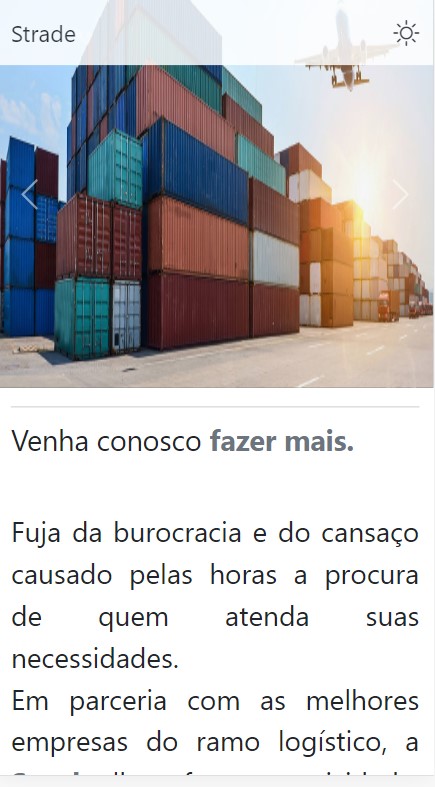 Strade
Venha conosco fazer mais.
Fuja da burocracia e do cansaço
causado pelas horas a procura
de quem atenda suas
necessidades.
Em parceria com as melhores
empresas do ramo logístico, a